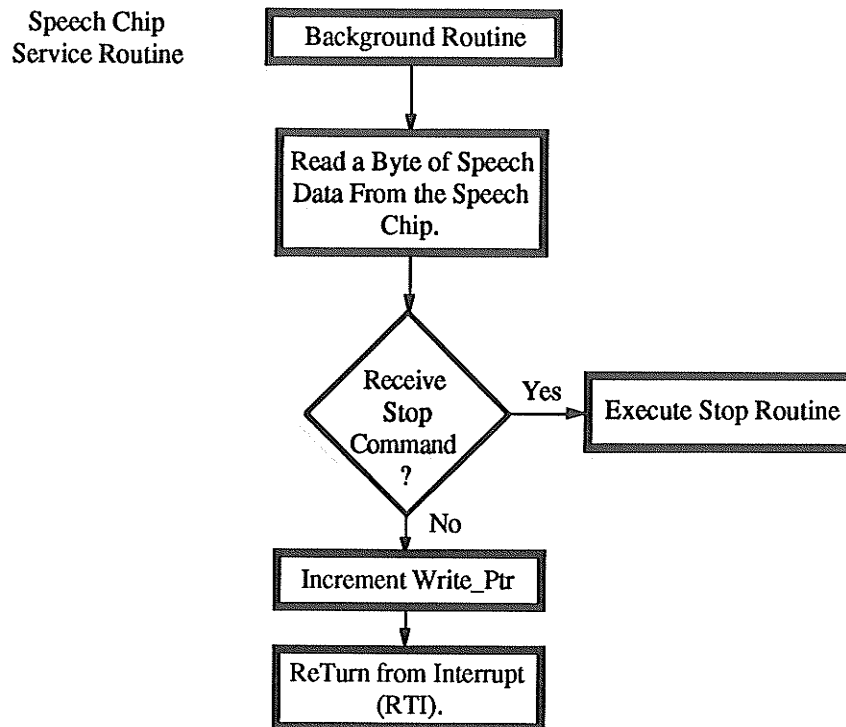 Speech Chip
Service Routine
Background Routine
Read a Byte of Speech
Data From the Speech
Chip.
Receive
Stop
Command
?
Yes
Execute Stop Routine
No
Increment Write_Ptr
ReTurn from Interrupt
(RTI).